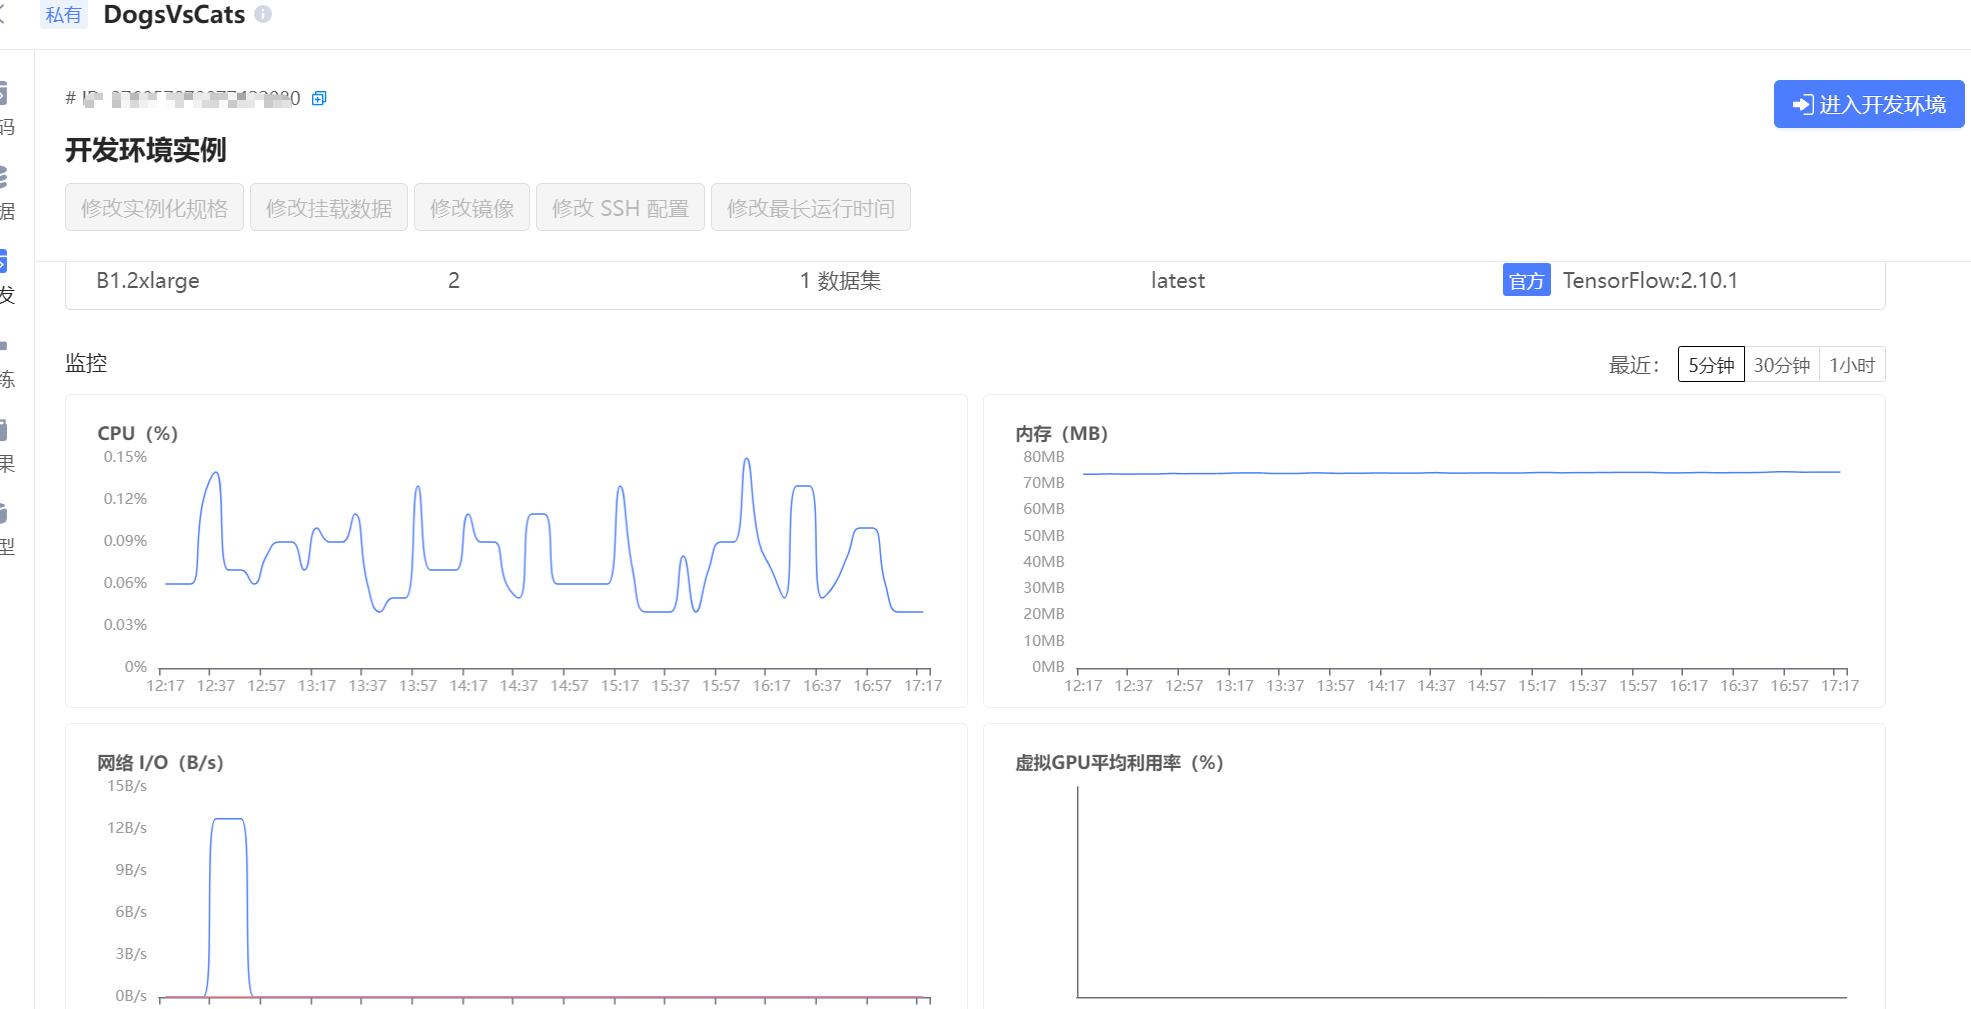 私有 DogsVsCats
# ID
进入开发环境
开发环境实例
修改实例化规格 修改挂载数据 修改镜像 修改 SSH 配置 修改最长运行时间
B1.2xlarge 2 1 数据集 latest 官方 TensorFlow:2.10.1
码
据
发
练
果
型
监控 最近： 5分钟 30分钟 1小时
CPU（%）
0.15%
0.12%
0.09%
0.06%
0.03%
0%
12:17 12:37 12:57 13:17 13:37 13:57 14:17 14:37 14:57 15:17 15:37 15:57 16:17 16:37 16:57 17:17
内存（MB）
80MB
70MB
60MB
50MB
40MB
30MB
20MB
10MB
0MB
12:17 12:37 12:57 13:17 13:37 13:57 14:17 14:37 14:57 15:17 15:37 15:57 16:17 16:37 16:57 17:17
网络 I/O（B/s）
15B/s
12B/s
9B/s
6B/s
3B/s
0B/s
虚拟GPU平均利用率（%）